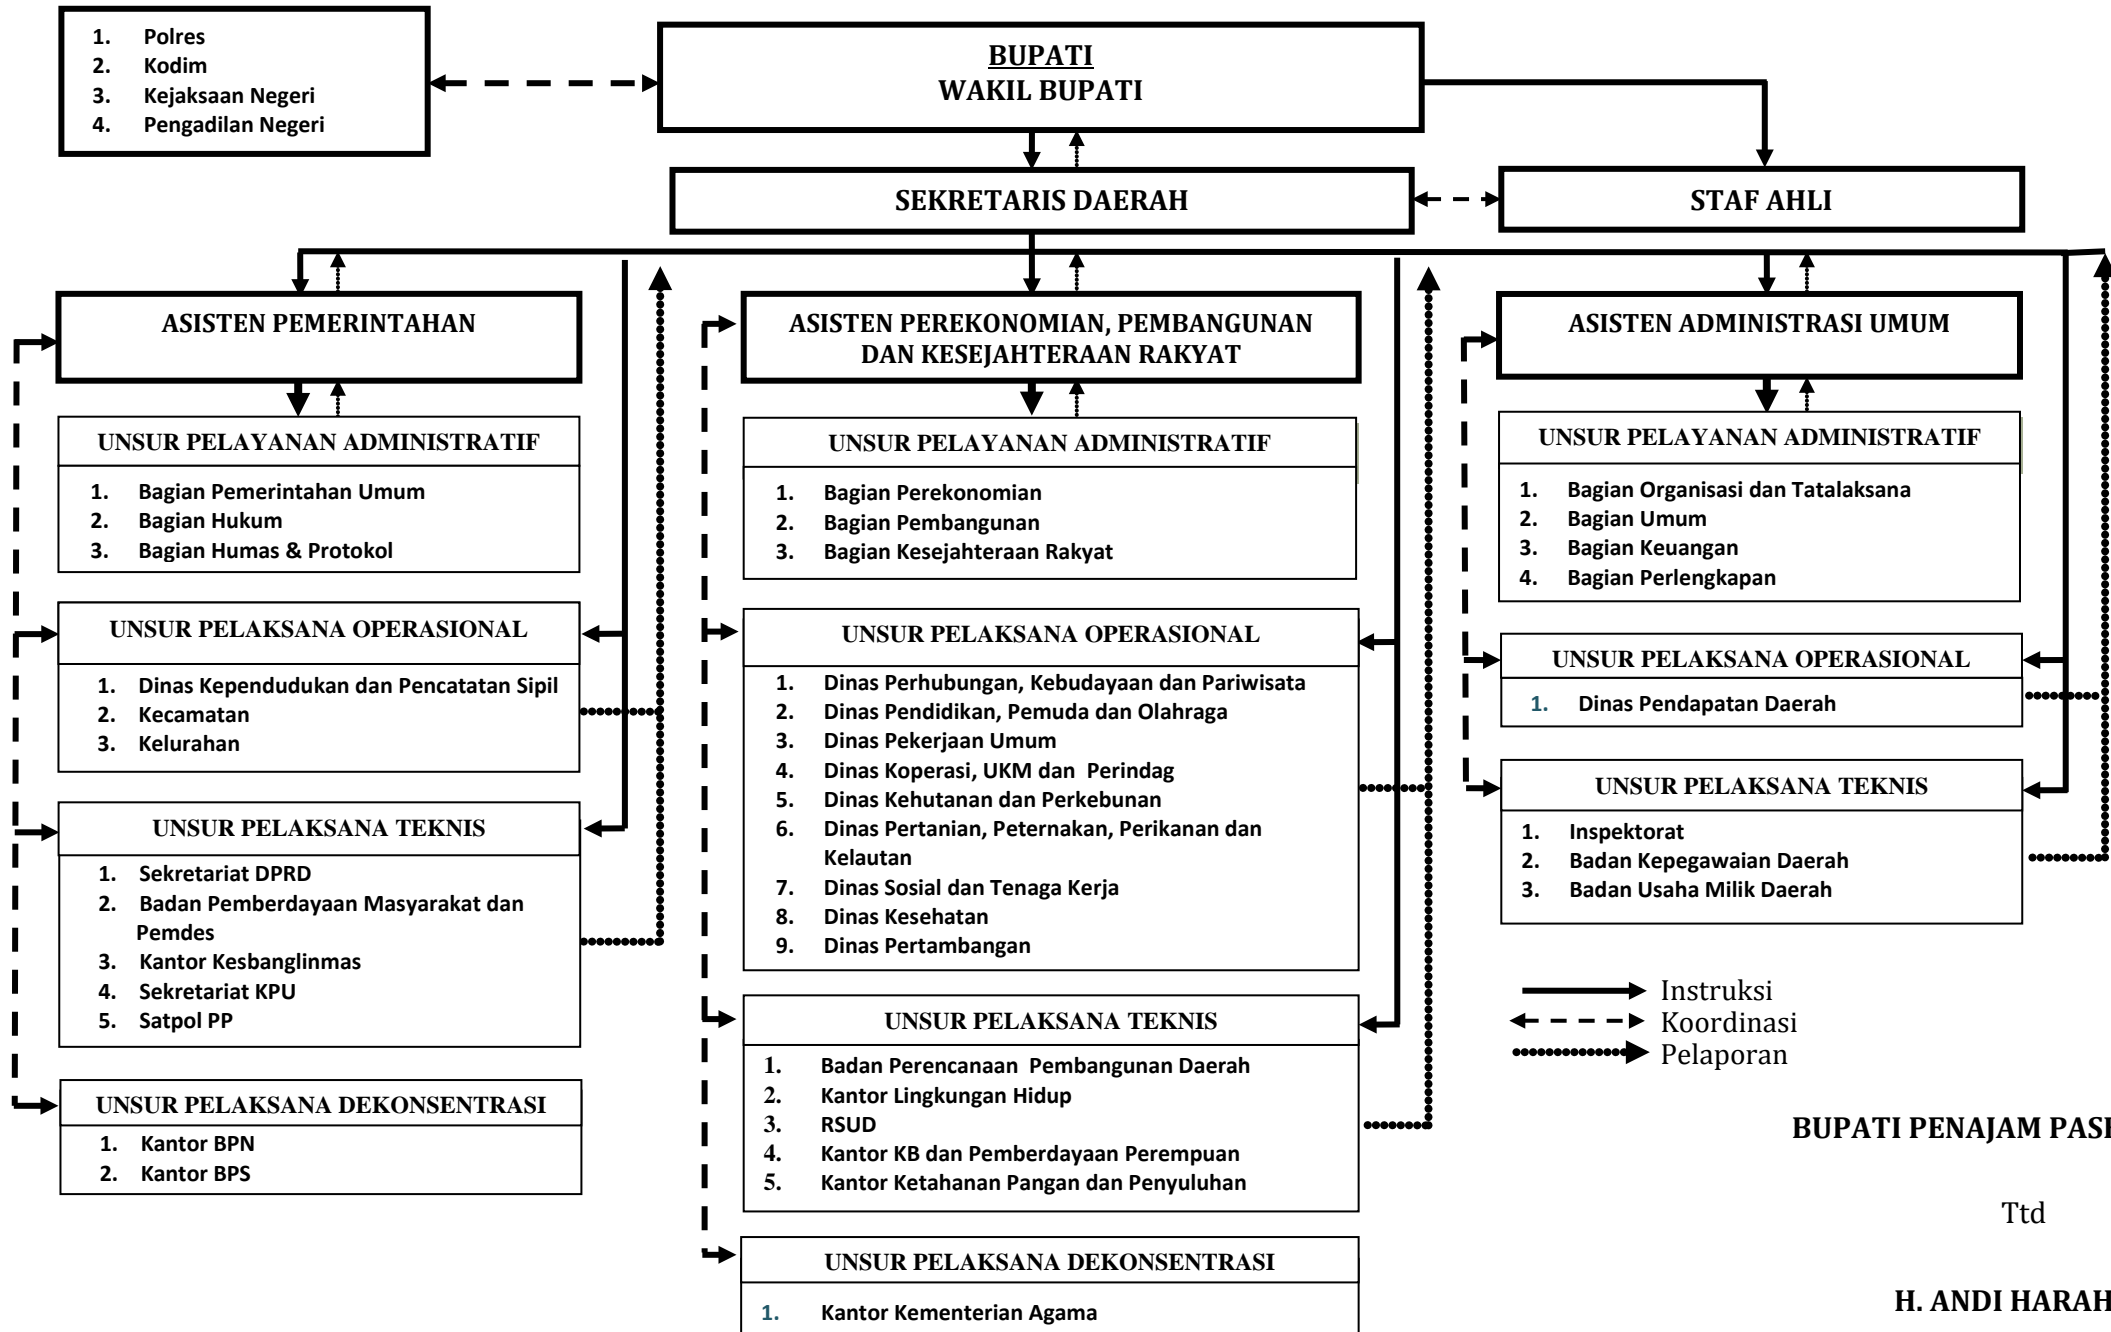 1. Polres
2. Kodim
3. Kejaksaan Negeri
4. Pengadilan Negeri
BUPATI
WAKIL BUPATI
SEKRETARIS DAERAH
STAF AHLI
ASISTEN PEMERINTAHAN
UNSUR PELAYANAN ADMINISTRATIF
1. Bagian Pemerintahan Umum
2. Bagian Hukum
3. Bagian Humas & Protokol
UNSUR PELAKSANA OPERASIONAL
1. Dinas Kependudukan dan Pencatatan Sipil
2. Kecamatan
3. Kelurahan
UNSUR PELAKSANA TEKNIS
1. Sekretariat DPRD
2. Badan Pemberdayaan Masyarakat dan
Pemdes
3. Kantor Kesbanglinmas
4. Sekretariat KPU
5. Satpol PP
UNSUR PELAKSANA DEKONSENTRASI
1. Kantor BPN
2. Kantor BPS
ASISTEN PEREKONOMIAN, PEMBANGUNAN
DAN KESEJAHTERAAN RAKYAT
UNSUR PELAYANAN ADMINISTRATIF
1. Bagian Perekonomian
2. Bagian Pembangunan
3. Bagian Kesejahteraan Rakyat
UNSUR PELAKSANA OPERASIONAL
1. Dinas Perhubungan, Kebudayaan dan Pariwisata
2. Dinas Pendidikan, Pemuda dan Olahraga
3. Dinas Pekerjaan Umum
4. Dinas Koperasi, UKM dan Perindag
5. Dinas Kehutanan dan Perkebunan
6. Dinas Pertanian, Peternakan, Perikanan dan
Kelautan
7. Dinas Sosial dan Tenaga Kerja
8. Dinas Kesehatan
9. Dinas Pertambangan
UNSUR PELAKSANA TEKNIS
1. Badan Perencanaan Pembangunan Daerah
2. Kantor Lingkungan Hidup
3. RSUD
4. Kantor KB dan Pemberdayaan Perempuan
5. Kantor Ketahanan Pangan dan Penyuluhan
UNSUR PELAKSANA DEKONSENTRASI
1. Kantor Kementerian Agama
ASISTEN ADMINISTRASI UMUM
UNSUR PELAYANAN ADMINISTRATIF
1. Bagian Organisasi dan Tatalaksana
2. Bagian Umum
3. Bagian Keuangan
4. Bagian Perlengkapan
UNSUR PELAKSANA OPERASIONAL
1. Dinas Pendapatan Daerah
UNSUR PELAKSANA TEKNIS
1. Inspektorat
2. Badan Kepegawaian Daerah
3. Badan Usaha Milik Daerah
Instruksi
Koordinasi
Pelaporan
BUPATI PENAJAM
Ttd
H. ANDI